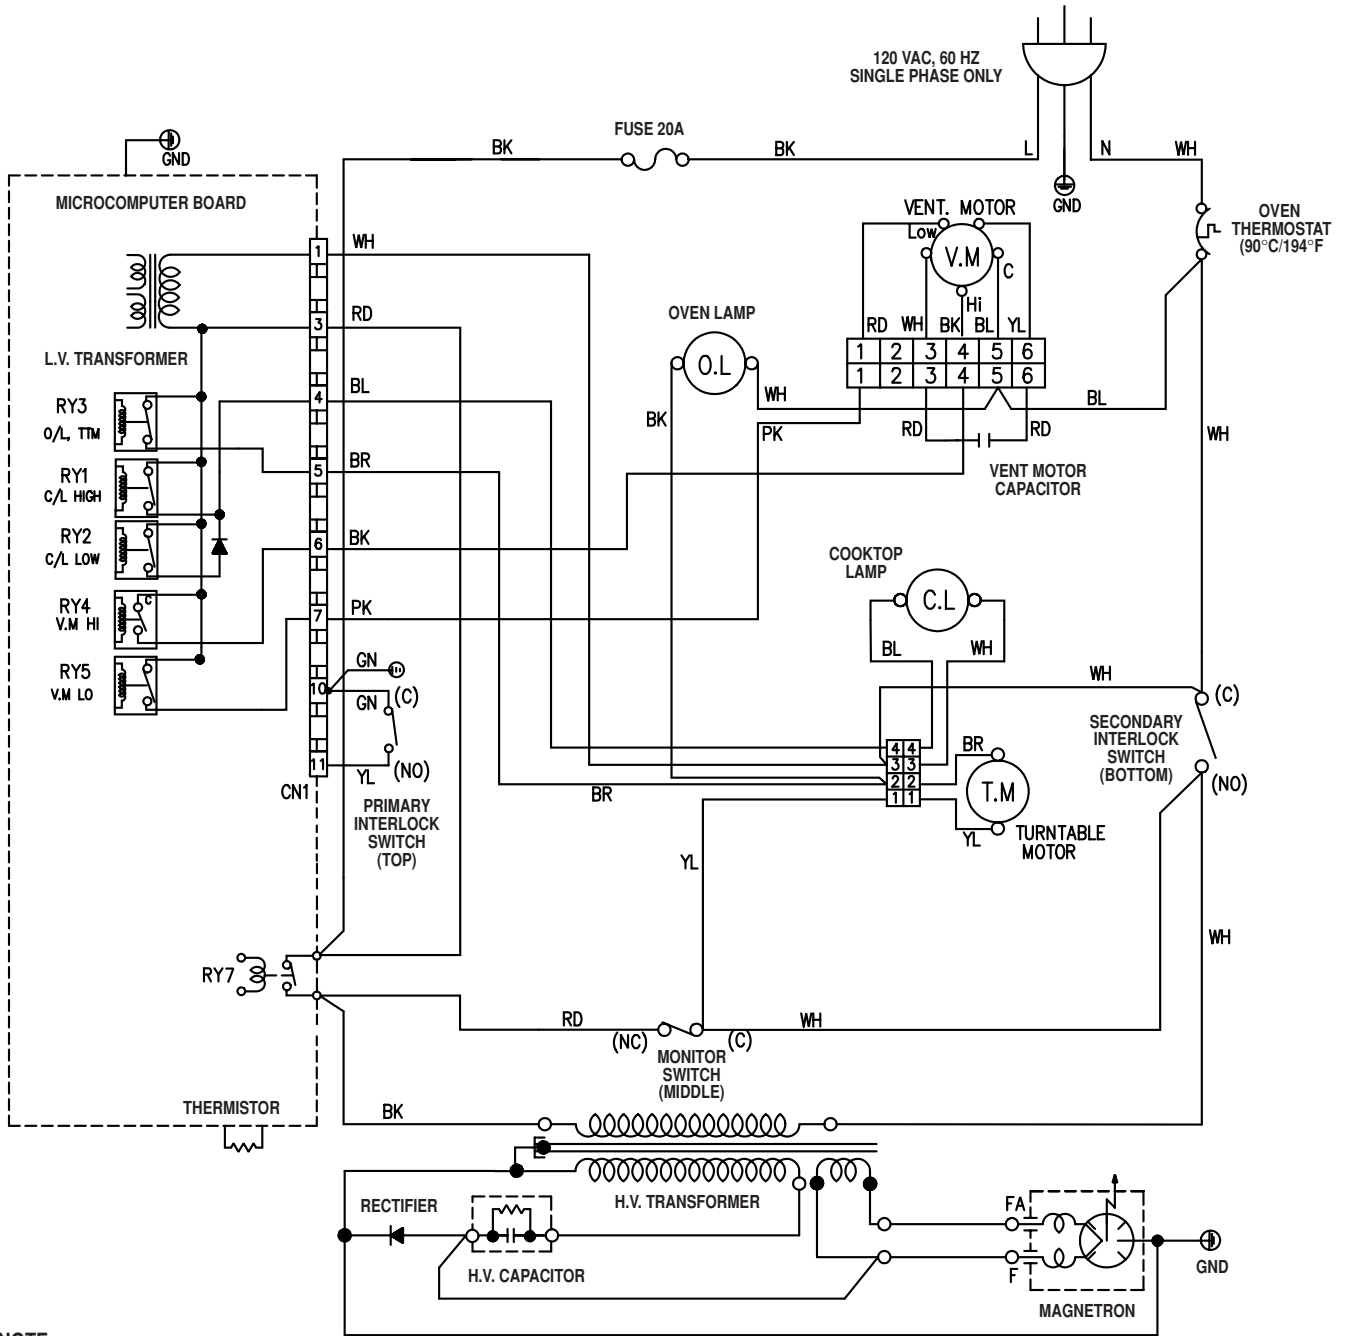 120 VAC, 60 HZ
SINGLE PHASE ONLY
FUSE 20A
BK
BK
L
N
WH
GND
GND
MICROCOMPUTER BOARD
VENT. MOTOR
Low
V.M
C
Hi
OVEN
THERMOSTAT
(90°C/194°F
1
WH
RD WH BK BL YL
1 2 3 4 5 6
1 2 3 4 5 6
OVEN LAMP
O.L
WH
BK
PK
RD
RD
BL
WH
VENT MOTOR
CAPACITOR
3
RD
L.V. TRANSFORMER
4
BL
RY3
O/L, TTM
5
BR
RY1
C/L HIGH
RY2
C/L LOW
6
BK
RY4
V.M HI
C
7
PK
RY5
V.M LO
COOKTOP
LAMP
C.L
BL
WH
GN
10
GN
(C)
11
YL
(NO)
CN1
PRIMARY
INTERLOCK
SWITCH
(TOP)
WH
(C)
SECONDARY
INTERLOCK
SWITCH
(BOTTOM)
(NO)
4 4
3 3
2 2
1 1
BR
BR
T.M
YL
TURNTABLE
MOTOR
YL
WH
RY7
RD
(NC)
(C)
WH
MONITOR
SWITCH
(MIDDLE)
THERMISTOR
BK
H.V. TRANSFORMER
RECTIFIER
H.V. CAPACITOR
FA
F
GND
MAGNETRON